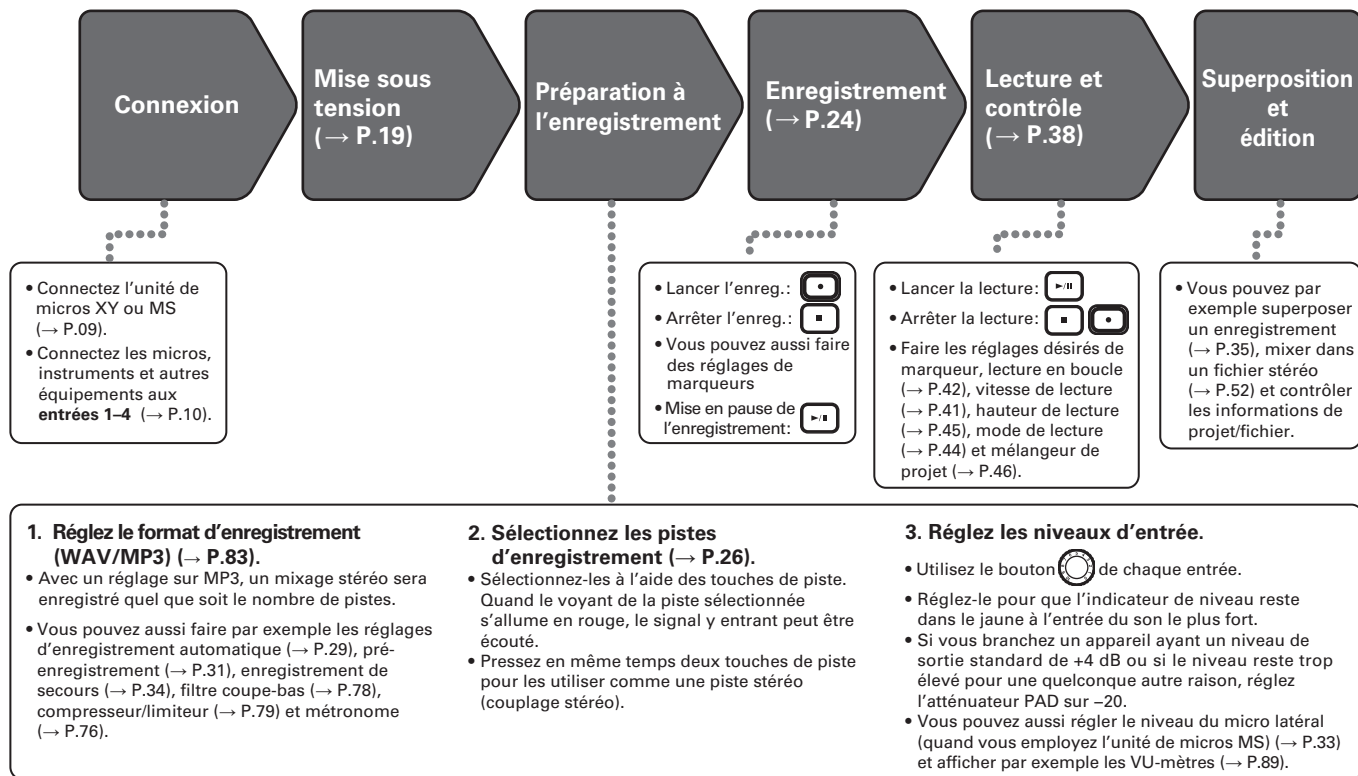 Connexion
Mise sous
tension
(→ P.19)
Préparation à
l'enregistrement
Enregistrement
(→ P.24)
Lecture et
contrôle
(→ P.38)
Superposition
et
édition
• Connectez l'unité de
micros XY ou MS
(→ P.09).
• Connectez les micros,
instruments et autres
équipements aux
entrées 1–4 (→ P.10).
• Lancer l'enreg.:
• Arrêter l'enreg.:
• Vous pouvez aussi faire
des réglages de
marqueurs
• Mise en pause de
l'enregistrement:
• Lancer la lecture:
• Arrêter la lecture:
• Faire les réglages désirés de
marqueur, lecture en boucle
(→ P.42), vitesse de lecture
(→ P.41), hauteur de lecture
(→ P.45), mode de lecture
(→ P.44) et mélangeur de
projet (→ P.46).
• Vous pouvez par
exemple superposer
un enregistrement
(→ P.35), mixer dans
un fichier stéréo
(→ P.52) et contrôler
les informations de
projet/fichier.
1. Réglez le format d'enregistrement
(WAV/MP3) (→ P.83).
• Avec un réglage sur MP3, un mixage stéréo sera
enregistré quel que soit le nombre de pistes.
• Vous pouvez aussi faire par exemple les réglages
d'enregistrement automatique (→ P.29), pré-
enregistrement (→ P.31), enregistrement de
secours (→ P.34), filtre coupe-bas (→ P.78),
compresseur/limiteur (→ P.79) et métronome
(→ P.76).
2. Sélectionnez les pistes
d'enregistrement (→ P.26).
• Sélectionnez-les à l'aide des touches de piste.
Quand le voyant de la piste sélectionnée
s'allume en rouge, le signal y entrant peut être
écouté.
• Pressez en même temps deux touches de piste
pour les utiliser comme une piste stéréo
(couplage stéréo).
3. Réglez les niveaux d'entrée.
• Utilisez le bouton de chaque entrée.
• Réglez-le pour que l'indicateur de niveau reste
dans le jaune à l'entrée du son le plus fort.
• Si vous branchez un appareil ayant un niveau de
sortie standard de +4 dB ou si le niveau reste trop
élevé pour une quelconque autre raison, réglez
l'atténuateur PAD sur −20.
• Vous pouvez aussi régler le niveau du micro latéral
(quand vous employez l'unité de micros MS) (→ P.33)
et afficher par exemple les VU-mètres (→ P.89).